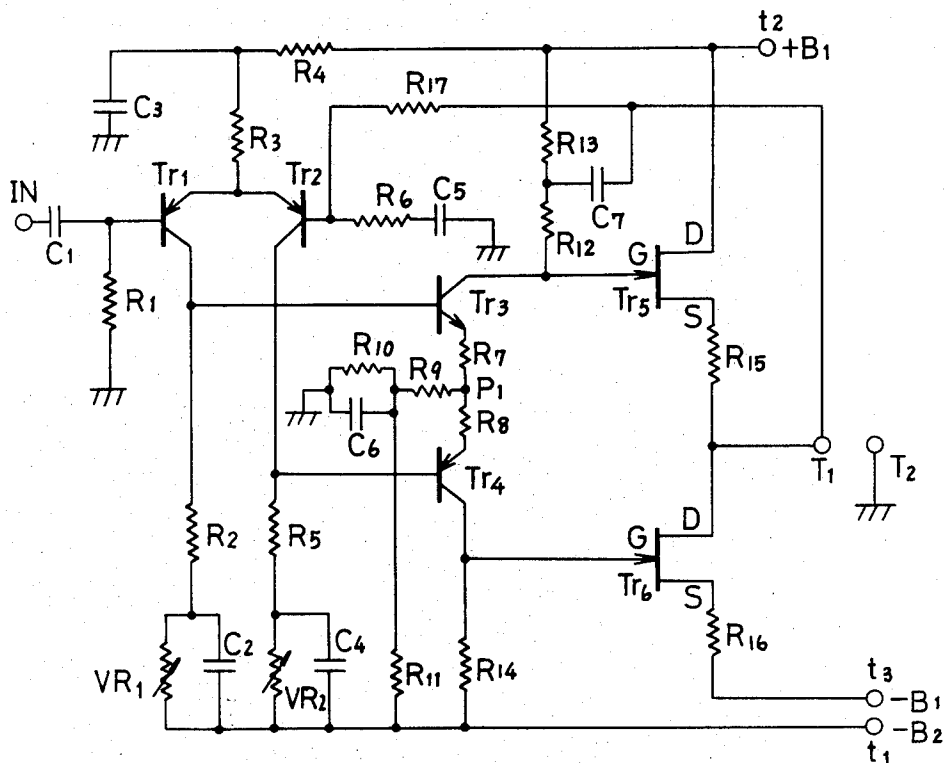 t2
+B1
R4
R17
C3
R3
R13
Tr1
Tr2
IN
R6
C5
C7
C1
R12
D
G
Tr3
Tr5
R1
S
R10
R7
R15
R9
P1
R8
C6
T1
T2
Tr4
R2
R5
D
G
Tr6
S
C2
C4
R16
VR1
VR2
R11
R14
t3
-B1
-B2
t1